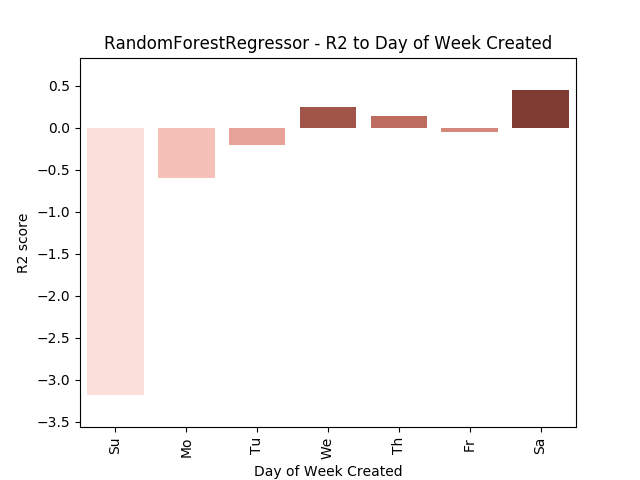 RandomForestRegressor - R2 to Day of Week Created
0.5
0.0
−0.5
−1.0
−1.5
−2.0
−2.5
−3.0
−3.5
R2 score
Su
Mo
Tu
We
Th
Fr
Sa
Day of Week Created